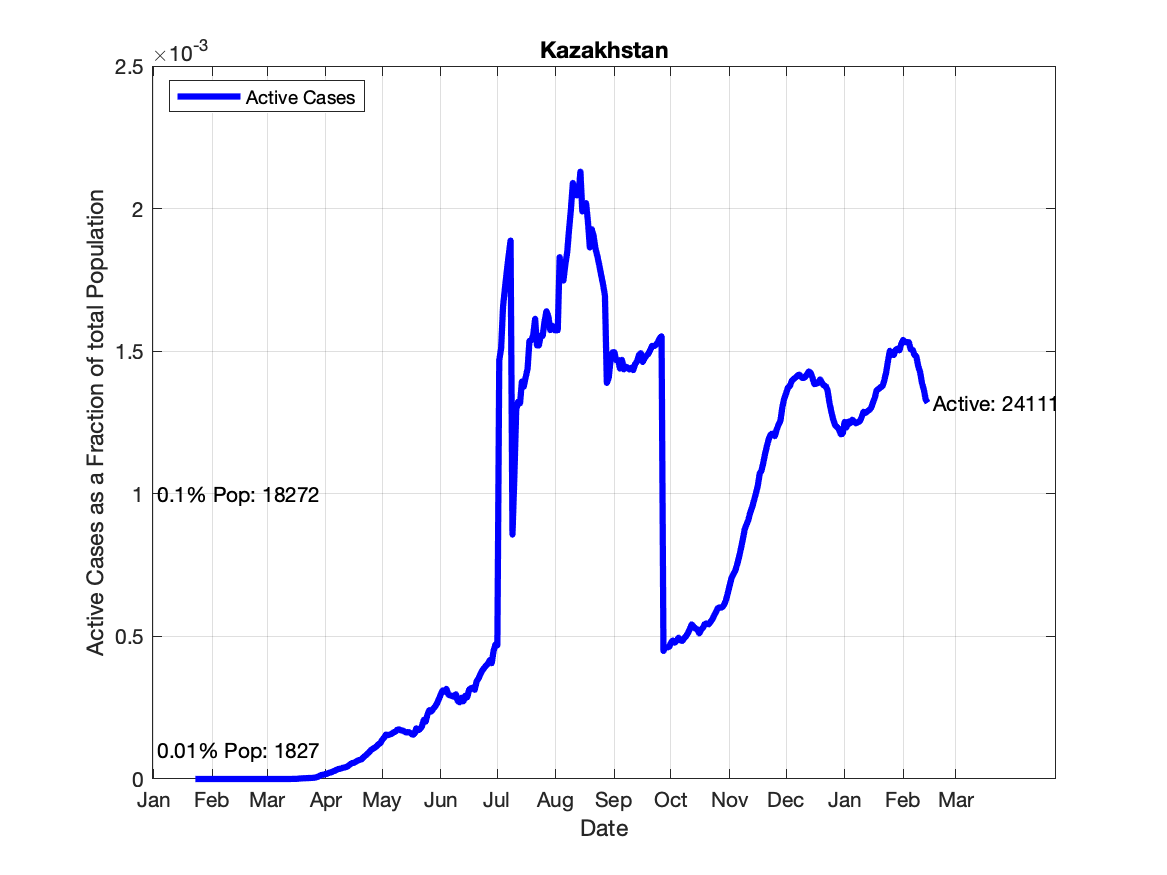 Kazakhstan
×10-3
2.5
2
1.5
1
0.5
0
Active Cases
Active Cases as a Fraction of total Population
0.1% Pop: 18272
0.01% Pop: 1827
Active: 24111
Jan Feb Mar Apr May Jun Jul Aug Sep Oct Nov Dec Jan Feb Mar
Date